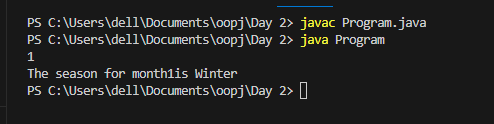 PS C:\Users\dell\Documents\oopj\Day 2> javac Program.java
PS C:\Users\dell\Documents\oopj\Day 2> java Program
1
The season for month1is Winter
PS C:\Users\dell\Documents\oopj\Day 2>